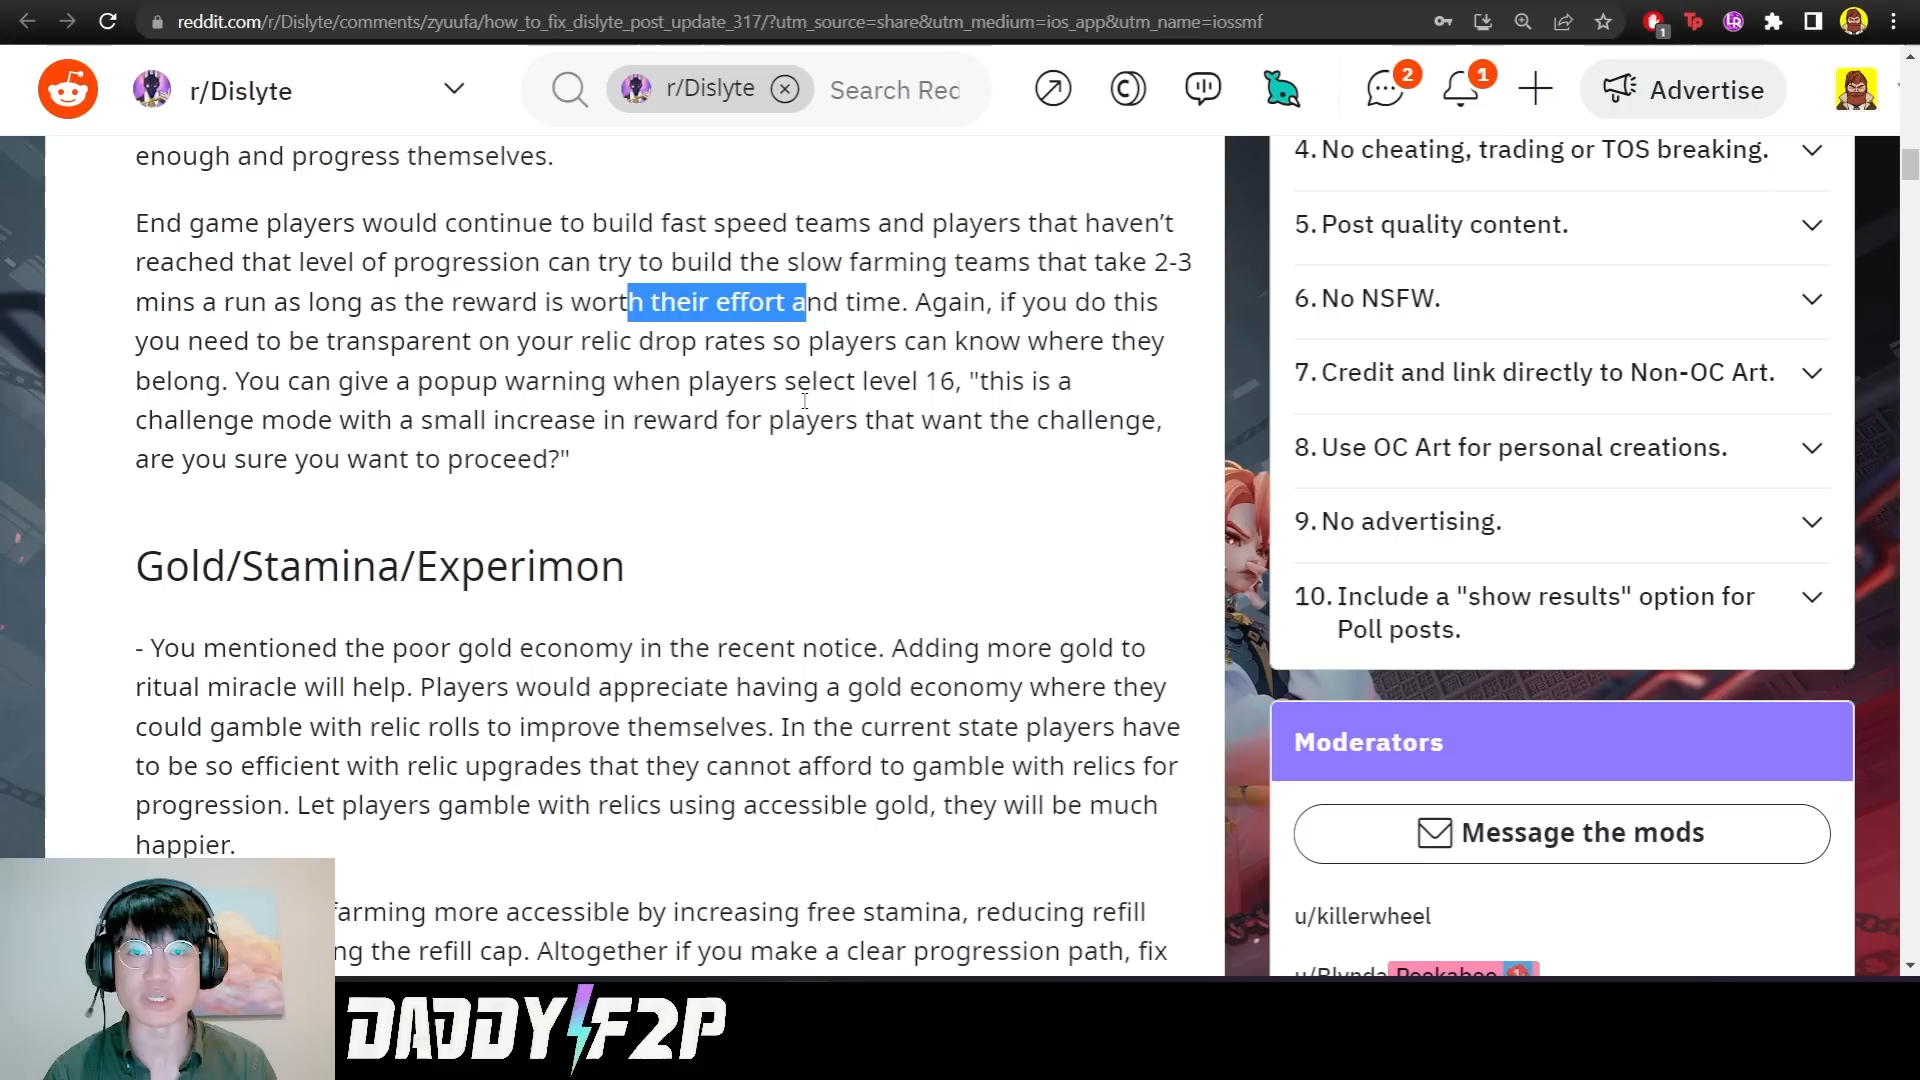 reddit.com/r/Dislyte/comments/zyuufa/how_to_fix_dislyte_post_update_317/?utm_source=share&utm_medium=ios_app&utm_name=iossmf
1
Tp
LR
r/Dislyte
r/Dislyte
Search Red
2
1
Advertise
enough and progress themselves.
End game players would continue to build fast speed teams and players that haven’t
reached that level of progression can try to build the slow farming teams that take 2-3
mins a run as long as the reward is worth their effort and time. Again, if you do this
you need to be transparent on your relic drop rates so players can know where they
belong. You can give a popup warning when players select level 16, "this is a
challenge mode with a small increase in reward for players that want the challenge,
are you sure you want to proceed?"
Gold/Stamina/Experimon
- You mentioned the poor gold economy in the recent notice. Adding more gold to
ritual miracle will help. Players would appreciate having a gold economy where they
could gamble with relic rolls to improve themselves. In the current state players have
to be so efficient with relic upgrades that they cannot afford to gamble with relics for
progression. Let players gamble with relics using accessible gold, they will be much
happier.
farming more accessible by increasing free stamina, reducing refill
ng the refill cap. Altogether if you make a clear progression path, fix
4. No cheating, trading or TOS breaking.
5. Post quality content.
6. No NSFW.
7. Credit and link directly to Non-OC Art.
8. Use OC Art for personal creations.
9. No advertising.
10. Include a "show results" option for
Poll posts.
Moderators
Message the mods
u/killerwheel
u/Blynda Peekaboo
DADDY F2P